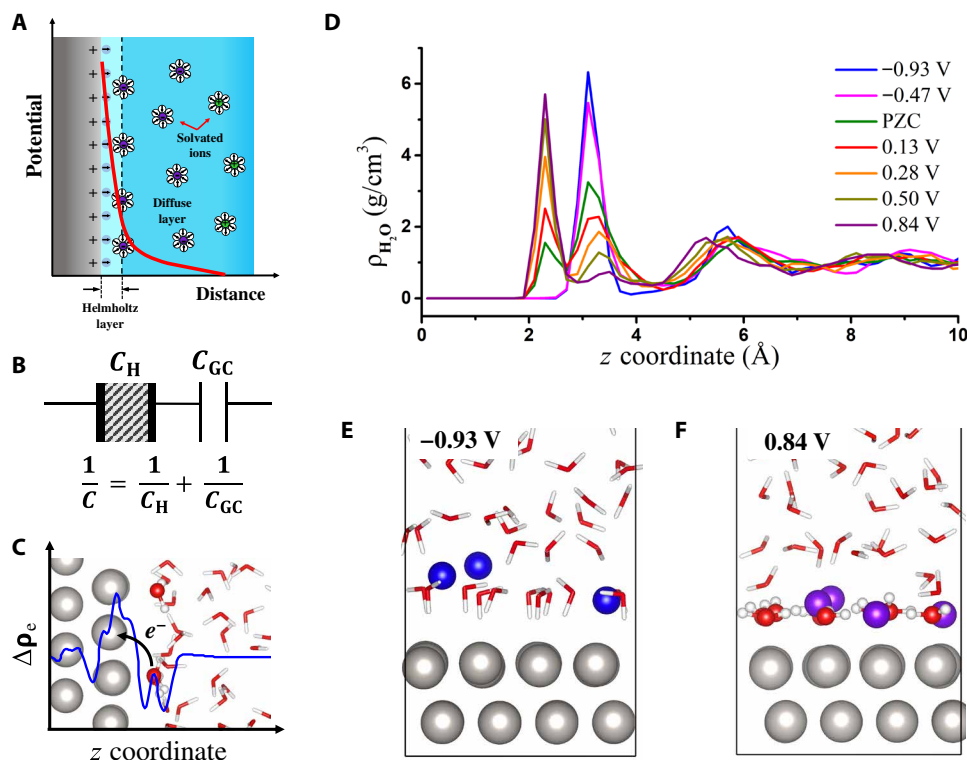 A
Potential
+
+
+
+
+
+
+
+
+
+
Solvated
ions
Diffuse
layer
Helmholtz
layer
Distance
B
C_H C_GC
1/C = 1/C_H + 1/C_GC
C
Δρ_e
e⁻
z coordinate
D
ρ_H₂O (g/cm³)
6
4
2
0
0 2 4 6 8 10
z coordinate (Å)
−0.93 V
−0.47 V
PZC
0.13 V
0.28 V
0.50 V
0.84 V
E
−0.93 V
F
0.84 V